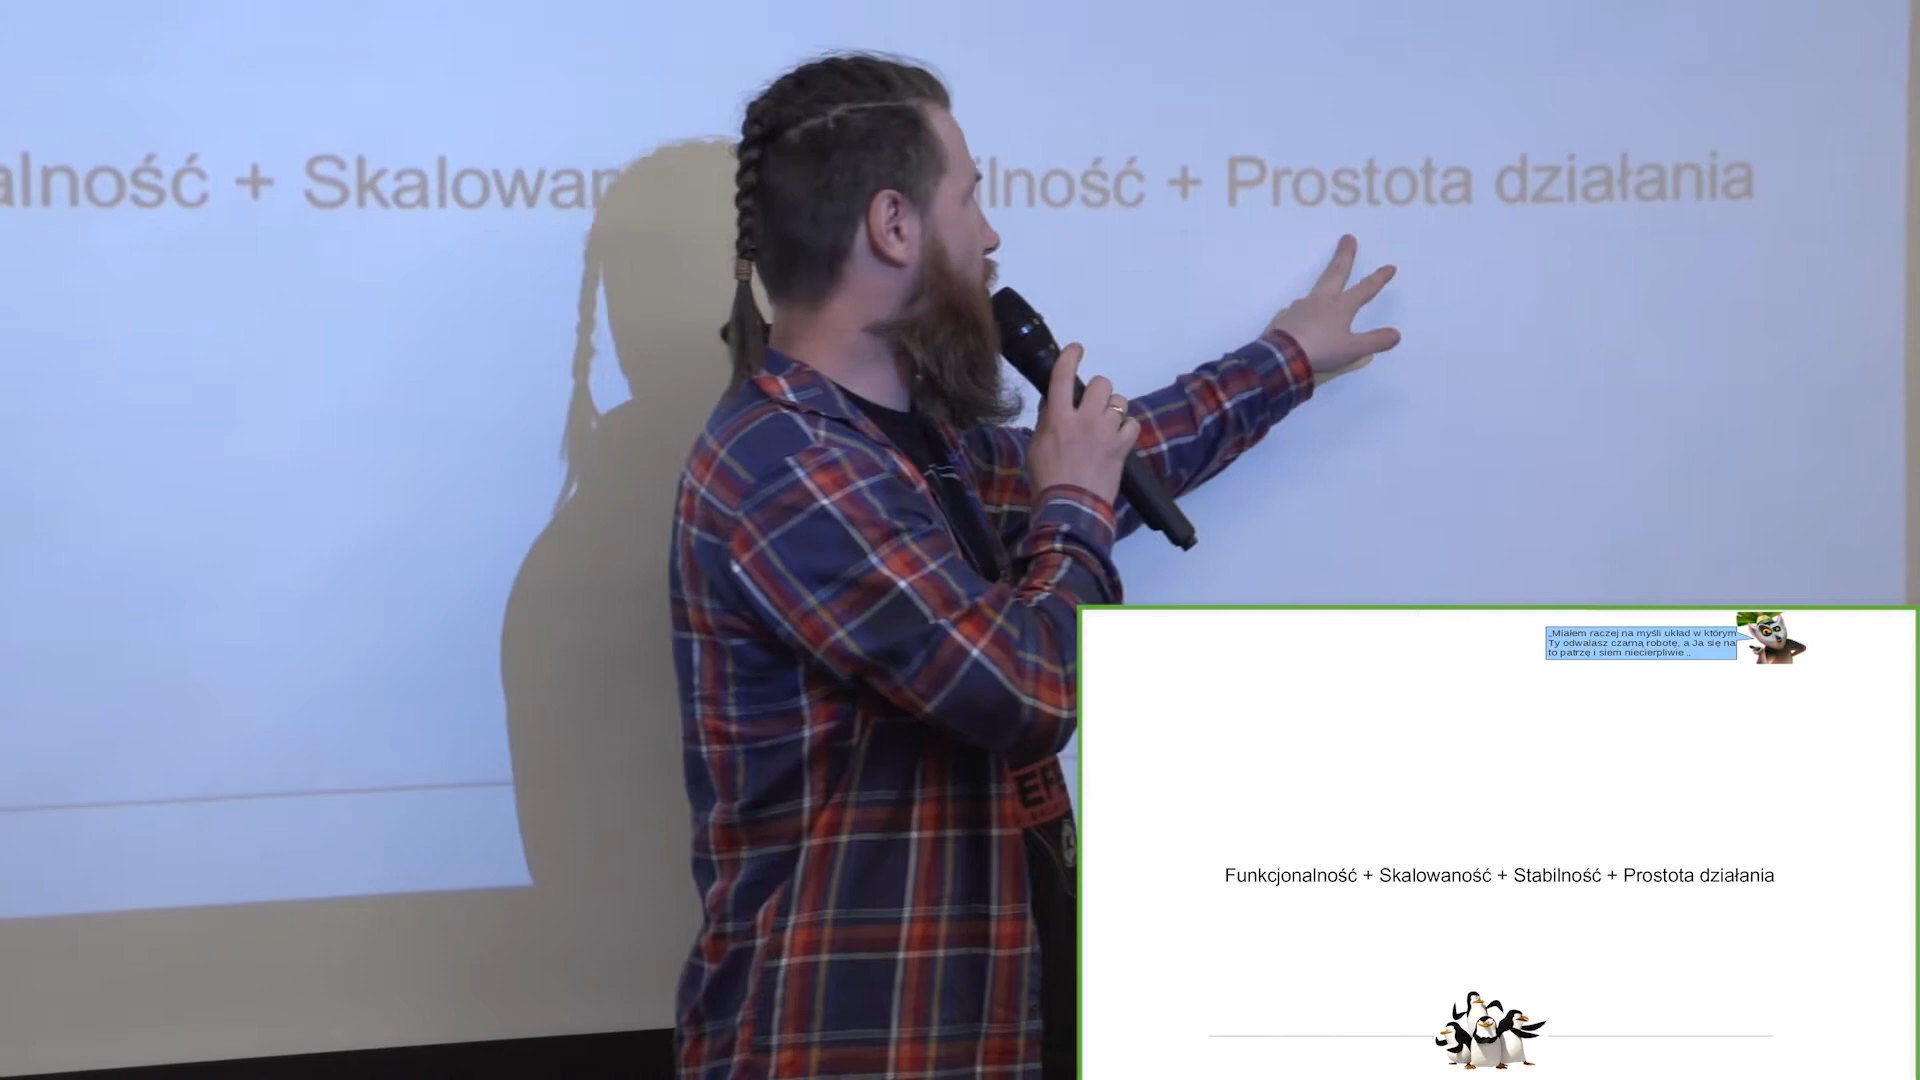 alność + Skalowan ilność + Prostota działania
„Miałem raczej na myśli układ w którym
Ty odwalasz czarną robotę, a Ja się na
to patrzę i siem niecierpliwie ..
Funkcjonalność + Skalowaność + Stabilność + Prostota działania